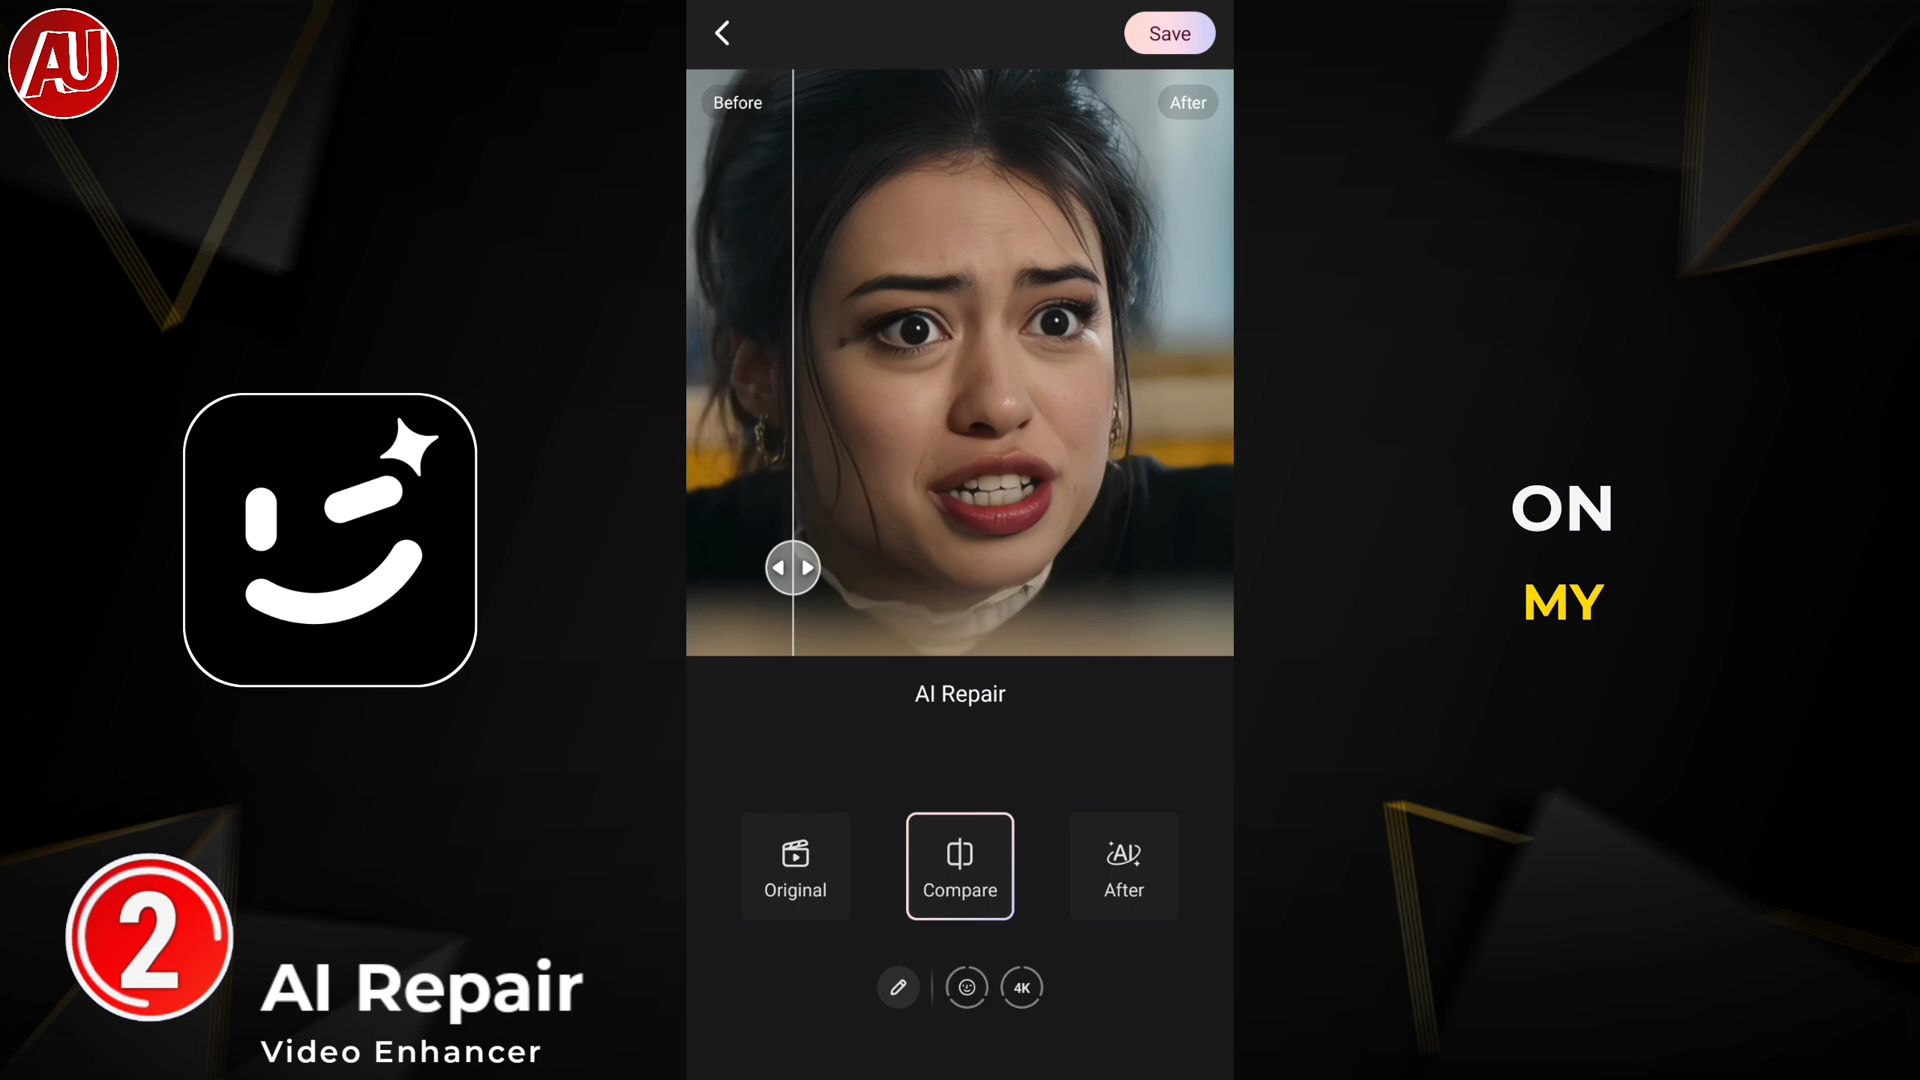 AU
Save
Before
After
ON
MY
AI Repair
Original
Compare
AI
After
4K
2
AI Repair
Video Enhancer